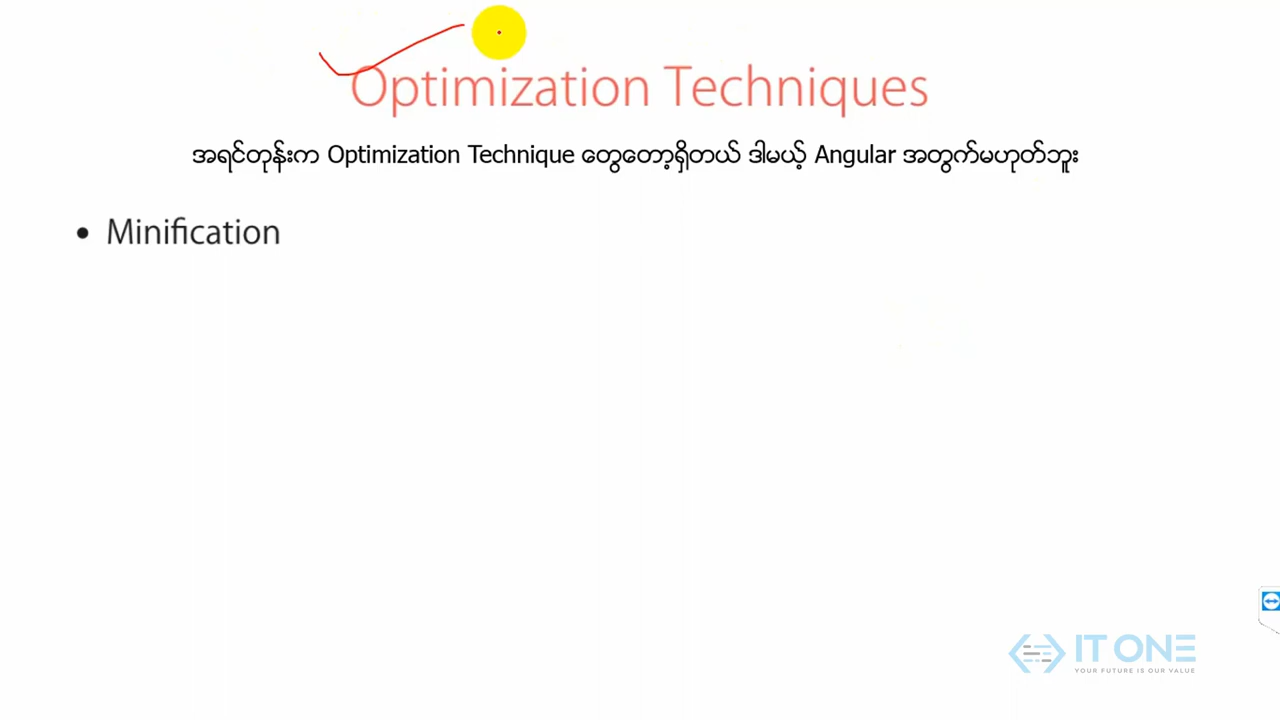 Optimization Techniques
အရင်တုန်းက Optimization Technique တွေတော့ရှိတယ် ဒါမယ့် Angular အတွက်မဟုတ်ဘူး
• Minification
IT ONE
YOUR FUTURE IS OUR VALUE